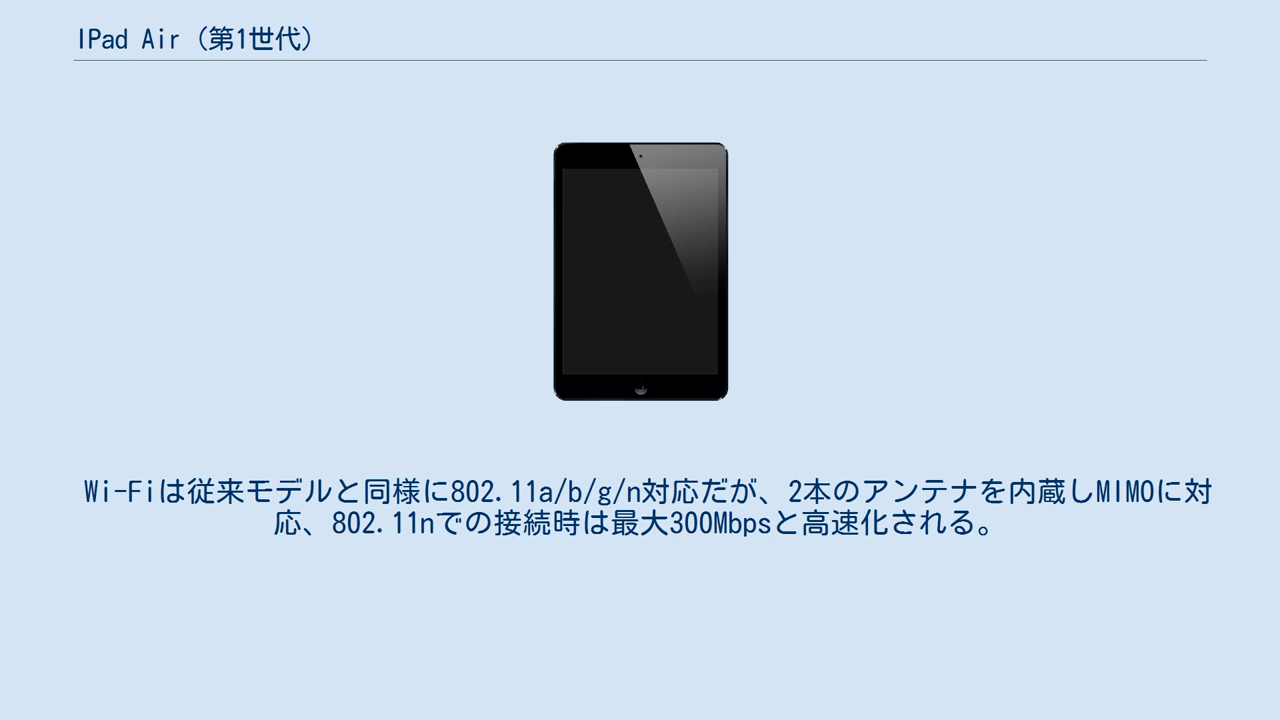 IPad Air（第1世代）
Wi-Fiは従来モデルと同様に802.11a/b/g/n対応だが、2本のアンテナを内蔵しMIMOに対
応、802.11nでの接続時は最大300Mbpsと高速化される。